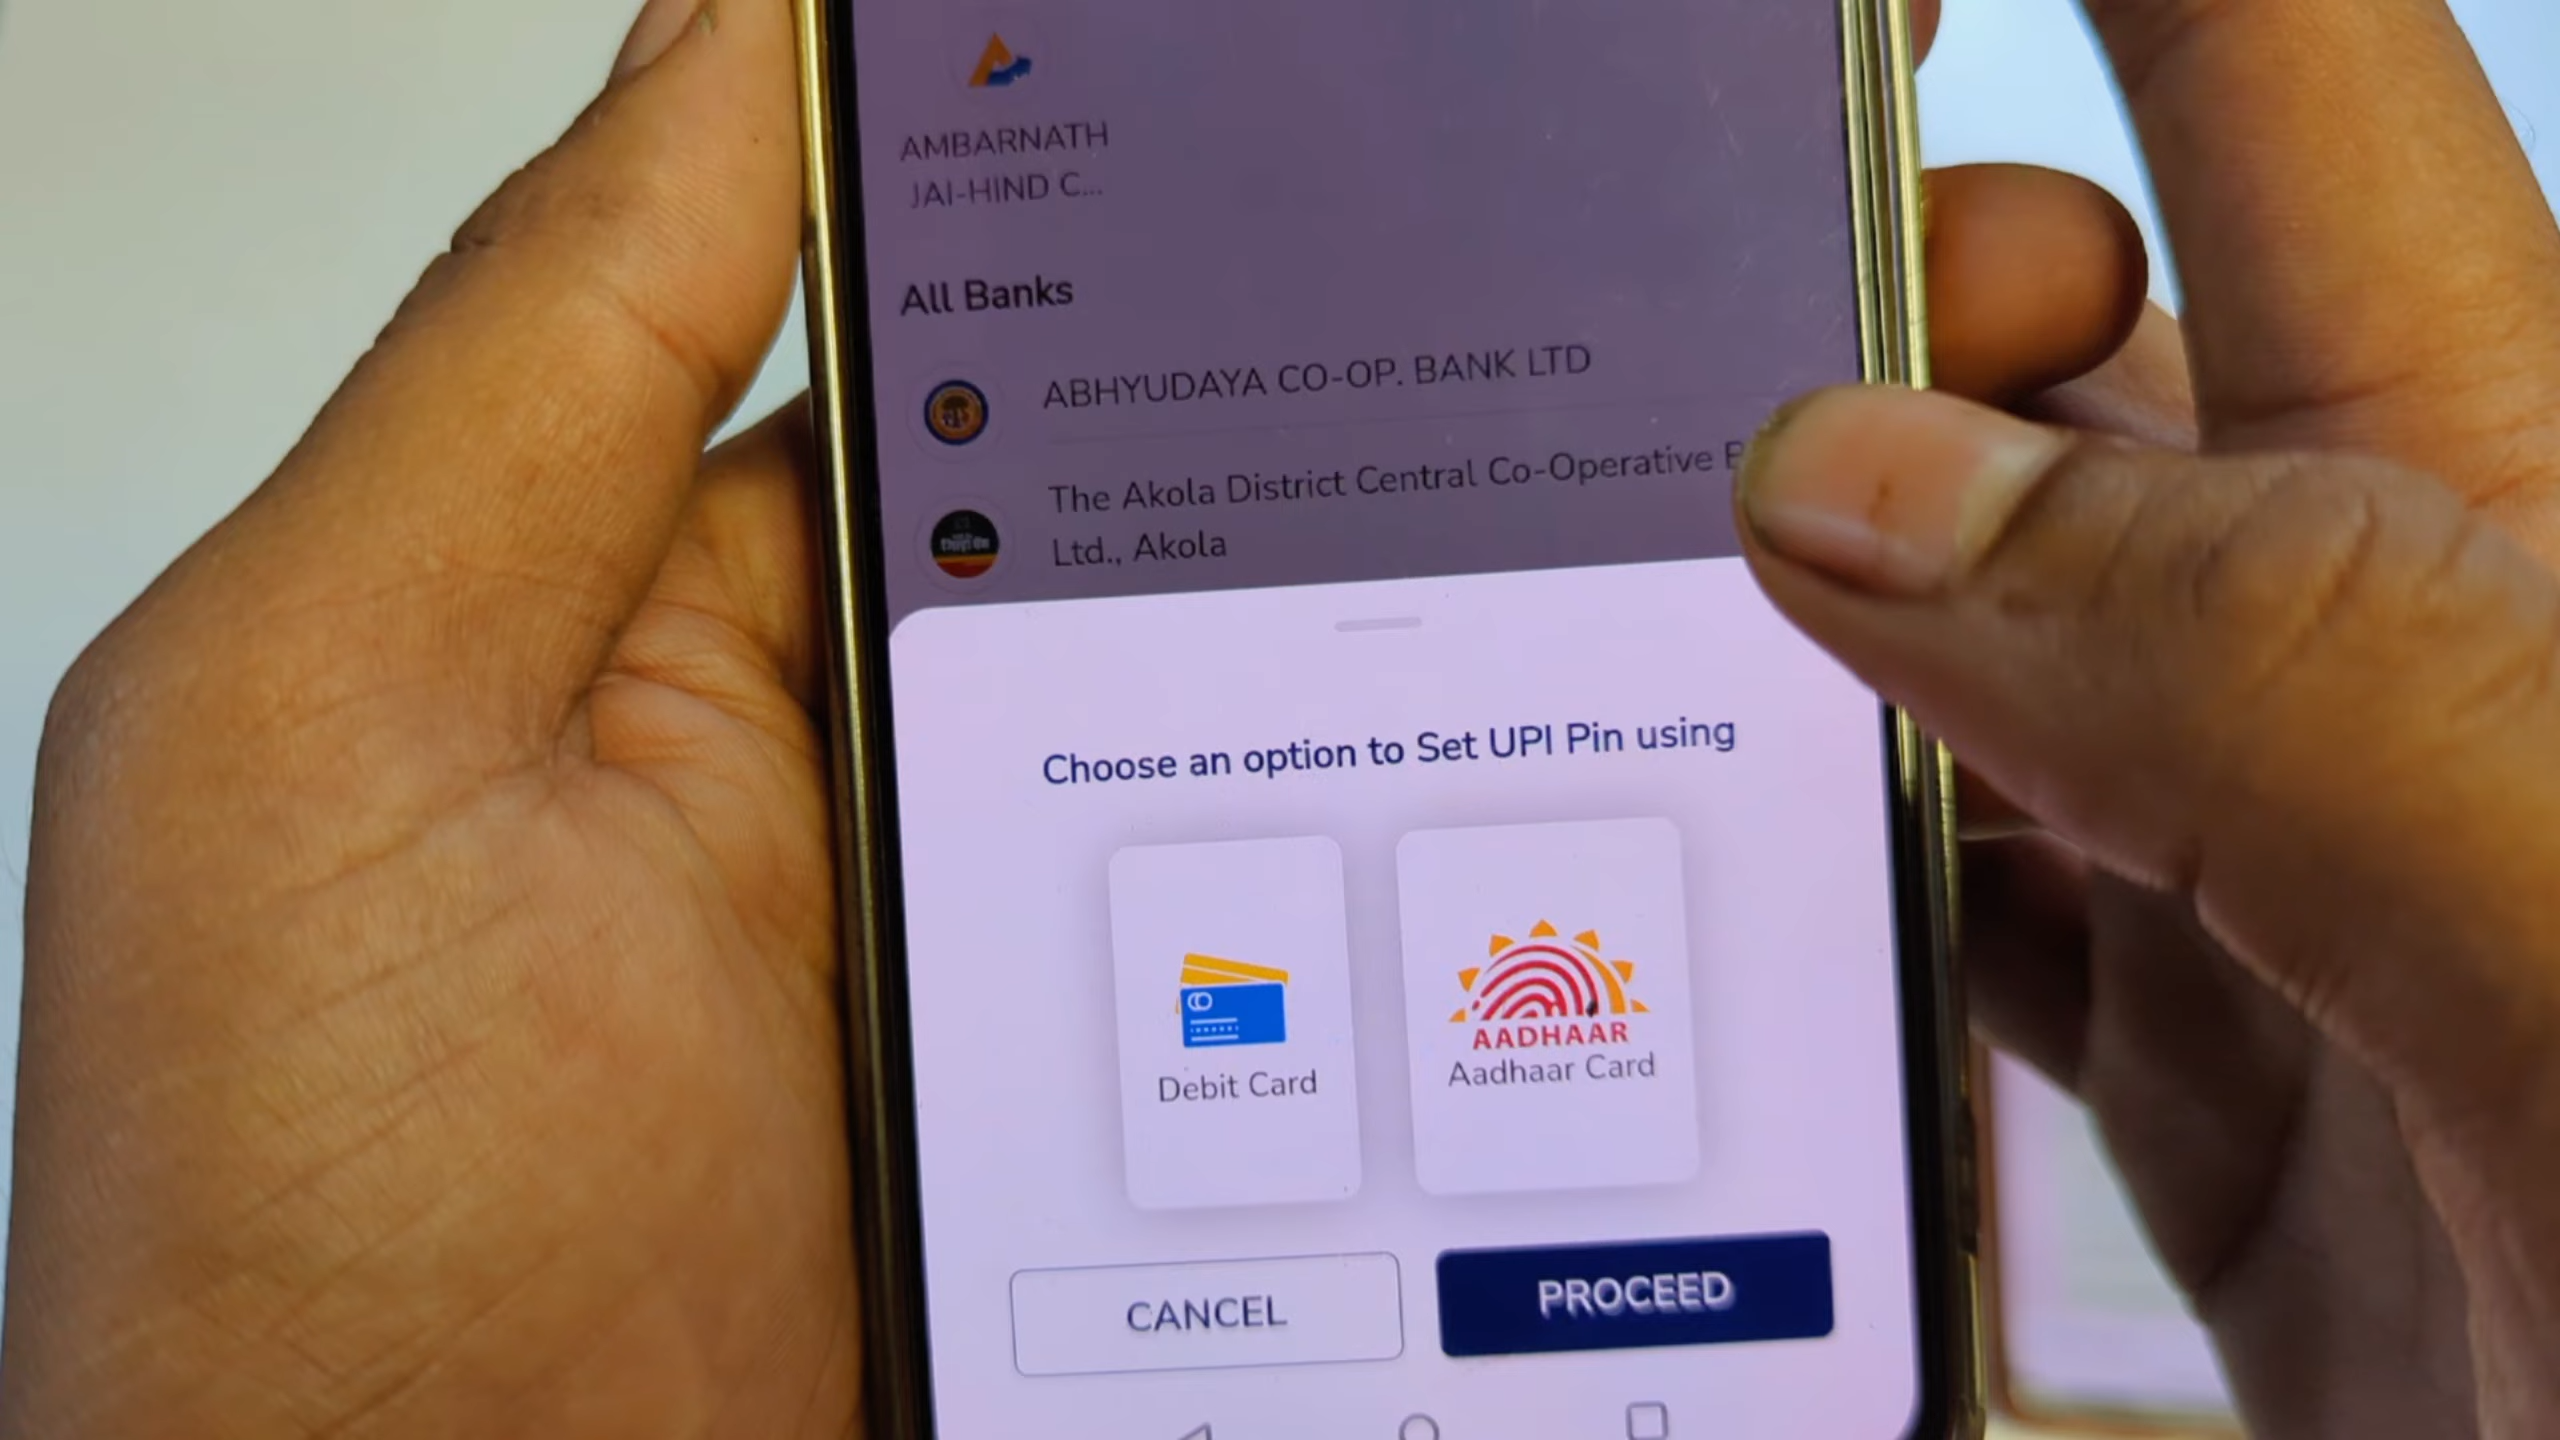 AMBARNATH
JAI-HIND C...
All Banks
ABHYUDAYA CO-OP. BANK LTD
The Akola District Central Co-Operative
Ltd., Akola
Choose an option to Set UPI Pin using
Debit Card
AADHAAR
Aadhaar Card
CANCEL
PROCEED